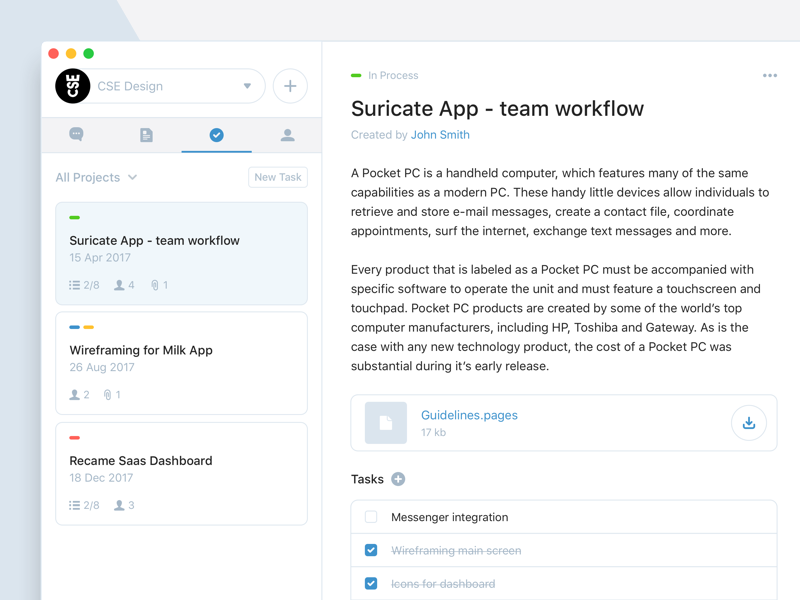 CSE
CSE Design
All Projects
New Task
Suricate App - team workflow
15 Apr 2017
2/8 4 1
Wireframing for Milk App
26 Aug 2017
2 1
Recame Saas Dashboard
18 Dec 2017
2/8 3
In Process
Suricate App - team workflow
Created by John Smith
A Pocket PC is a handheld computer, which features many of the same
capabilities as a modern PC. These handy little devices allow individuals to
retrieve and store e-mail messages, create a contact file, coordinate
appointments, surf the internet, exchange text messages and more.
Every product that is labeled as a Pocket PC must be accompanied with
specific software to operate the unit and must feature a touchscreen and
touchpad. Pocket PC products are created by some of the world's top
computer manufacturers, including HP, Toshiba and Gateway. As is the
case with any new technology product, the cost of a Pocket PC was
substantial during it's early release.
Guidelines.pages
17 kb
Tasks
Messenger integration
Wireframing main screen
Icons for dashboard